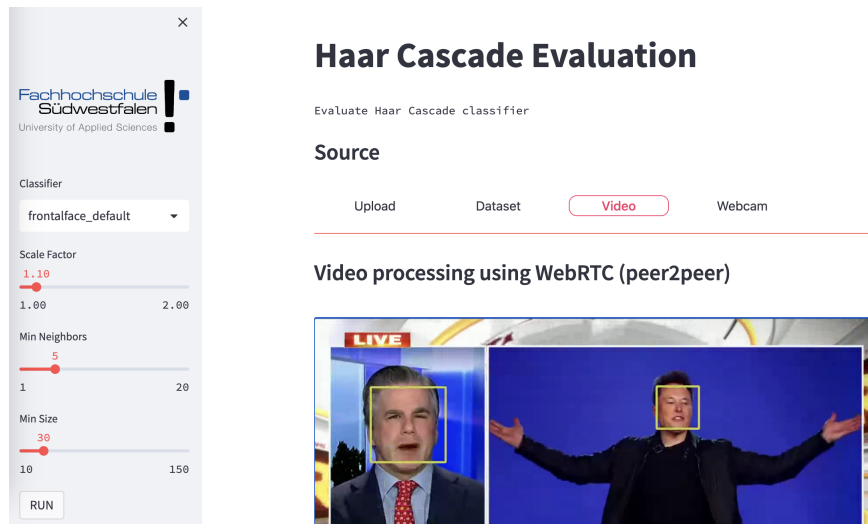 Fachhochschule
Südwestfalen
University of Applied Sciences
Classifier
frontalface_default
Scale Factor
1.10
1.00 2.00
Min Neighbors
5
1 20
Min Size
30
10 150
RUN
Haar Cascade Evaluation
Evaluate Haar Cascade classifier
Source
Upload Dataset Video Webcam
Video processing using WebRTC (peer2peer)
LIVE